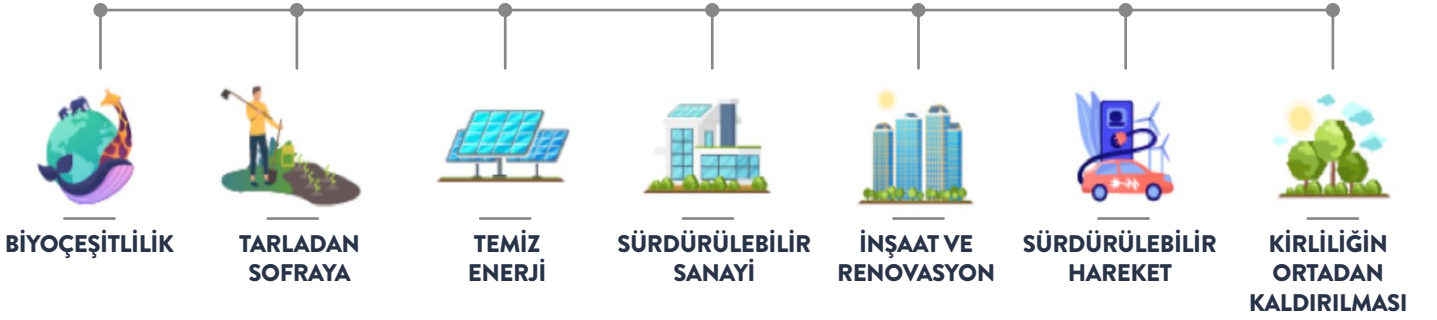 BİYOÇEŞİTLİLİK
TARLADAN
SOFRAYA
TEMİZ
ENERJİ
SÜRDÜRÜLEBİLİR
SANAYİ
İNŞAAT VE
RENOVASYON
SÜRDÜRÜLEBİLİR
HAREKET
KİRLİLİĞİN
ORTADAN
KALDIRILMASI